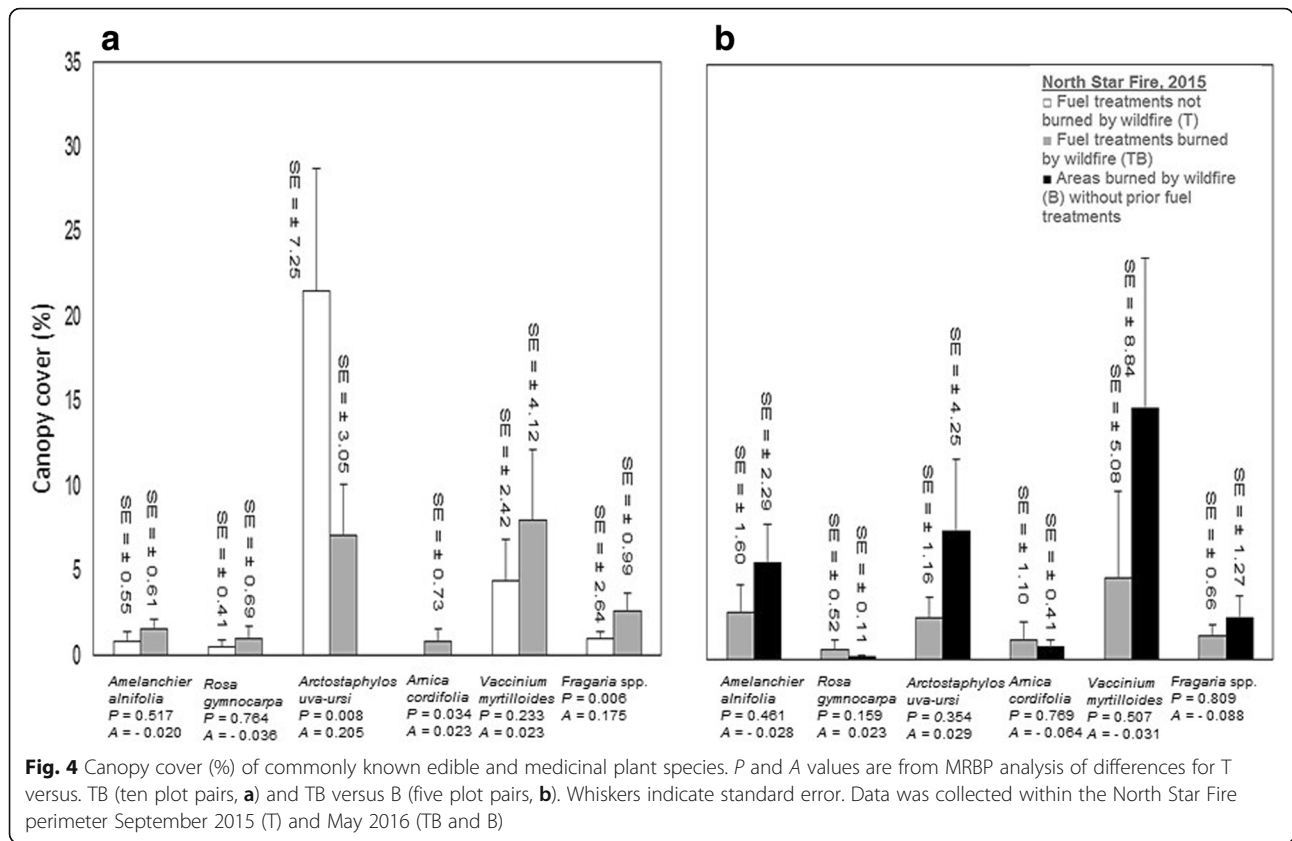 a
b
35
30
25
20
15
10
5
0
Canopy cover (%)
SE = ± 0.55
SE = ± 0.61
SE = ± 0.41
SE = ± 0.69
SE = ± 7.25
SE = ± 3.05
SE = ± 0.73
SE = ± 2.42
SE = ± 4.12
SE = ± 2.64
SE = ± 0.99
Amelanchier
alnifolia
P = 0.517
A = - 0.020
Rosa
gymnocarpa
P = 0.764
A = - 0.036
Arctostaphylos
uva-ursi
P = 0.008
A = 0.205
Arnica
cordifolia
P = 0.034
A = 0.023
Vaccinium
myrtilloides
P = 0.233
A = 0.023
Fragaria spp.
P = 0.006
A = 0.175
North Star Fire, 2015
Fuel treatments not
burned by wildfire (T)
Fuel treatments burned
by wildfire (TB)
Areas burned by wildfire
(B) without prior fuel
treatments
SE = ± 1.60
SE = ± 2.29
SE = ± 0.52
SE = ± 0.11
SE = ± 1.16
SE = ± 4.25
SE = ± 1.10
SE = ± 0.41
SE = ± 5.08
SE = ± 8.84
SE = ± 0.66
SE = ± 1.27
Amelanchier
alnifolia
P = 0.461
A = - 0.028
Rosa
gymnocarpa
P = 0.159
A = 0.023
Arctostaphylos
uva-ursi
P = 0.354
A = 0.029
Arnica
cordifolia
P = 0.769
A = - 0.064
Vaccinium
myrtilloides
P = 0.507
A = - 0.031
Fragaria spp.
P = 0.809
A = - 0.088
Fig. 4 Canopy cover (%) of commonly known edible and medicinal plant species. P and A values are from MRBP analysis of differences for T
versus. TB (ten plot pairs, a) and TB versus B (five plot pairs, b). Whiskers indicate standard error. Data was collected within the North Star Fire
perimeter September 2015 (T) and May 2016 (TB and B)